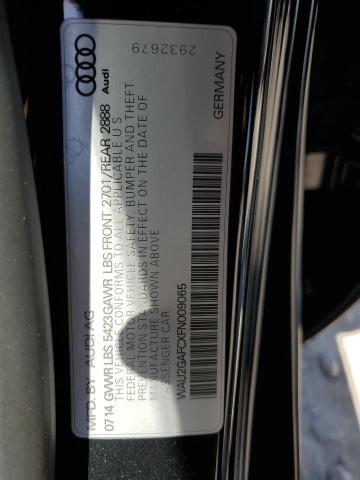 MFD. BY  AUDI AG
0714 GVWR LBS 5423 GAWR LBS FRONT 2701/REAR 2888
THIS VEHICLE CONFORMS TO ALL APPLICABLE U S
FEDERAL MOTOR VEHICLE SAFETY, BUMPER AND THEFT
PREVENTION STANDARDS IN EFFECT ON THE DATE OF
MANUFACTURE SHOWN ABOVE
PASSENGER CAR
WAU2GAFCXFN009065
Audi
2932679
GERMANY